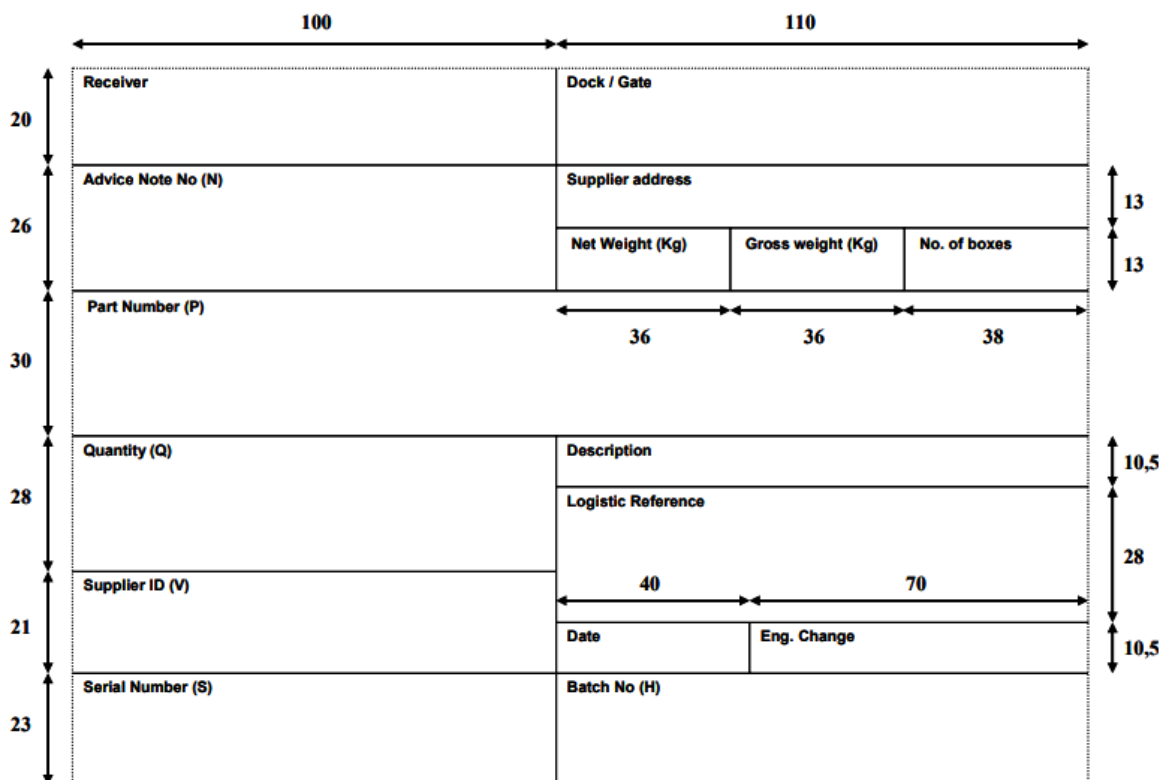 100 110
Receiver Dock / Gate
20
Advice Note No (N) Supplier address
13
26
Net Weight (Kg) Gross weight (Kg) No. of boxes
13
Part Number (P)
36 36 38
30
Quantity (Q) Description
10,5
28
Logistic Reference
28
Supplier ID (V) 40 70
21
Date Eng. Change
10,5
Serial Number (S) Batch No (H)
23